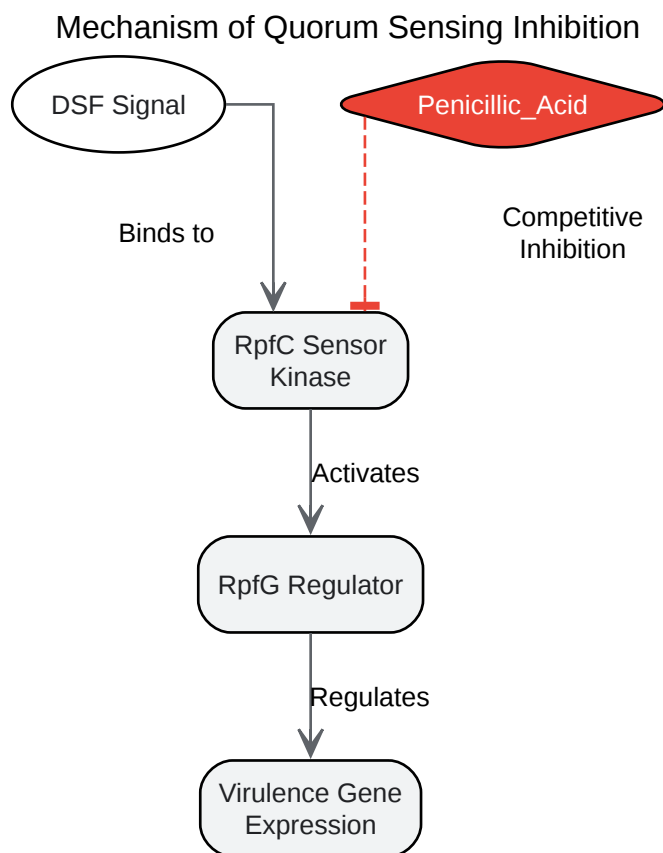 Mechanism of Quorum Sensing Inhibition
DSF Signal
Penicillic_Acid
Binds to
Competitive
Inhibition
RpfC Sensor
Kinase
Activates
RpfG Regulator
Regulates
Virulence Gene
Expression